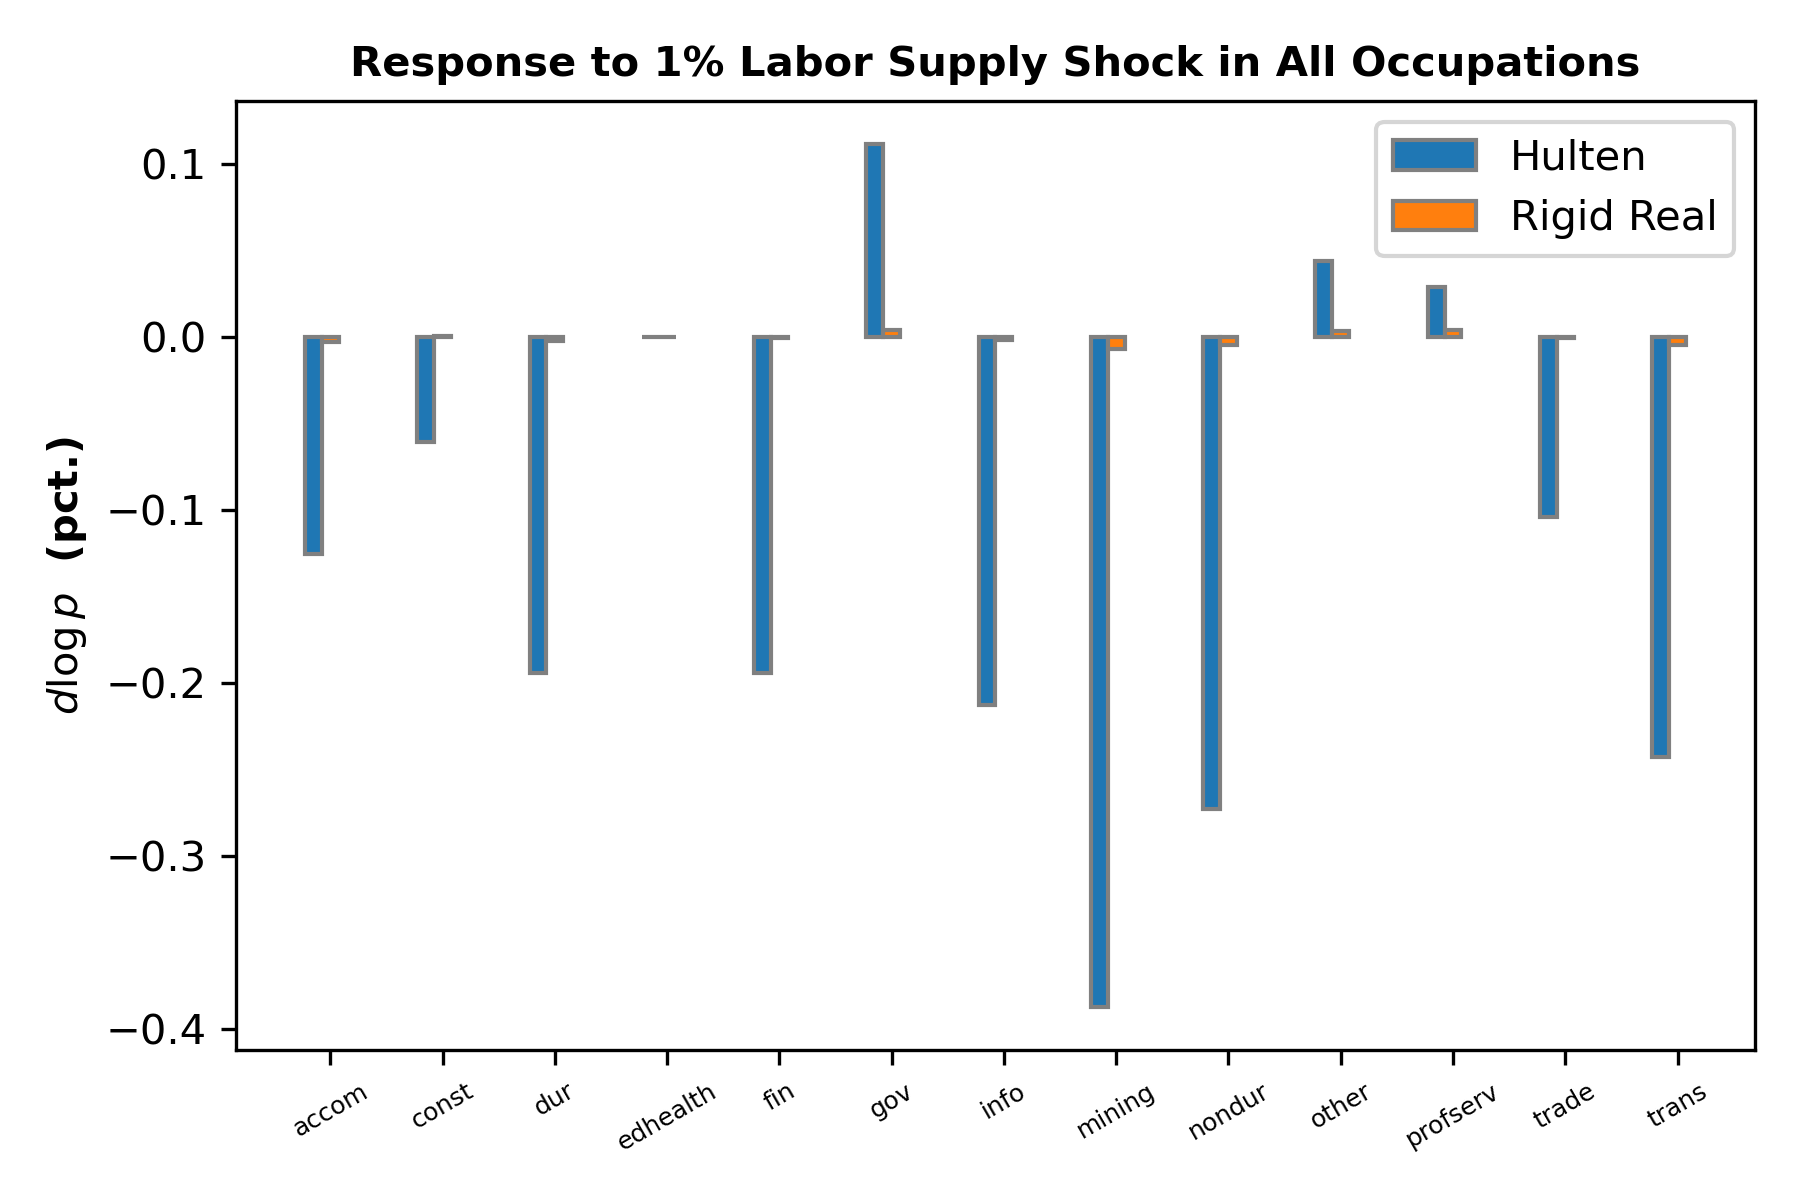 Response to 1% Labor Supply Shock in All Occupations
Hulten
Rigid Real
d log p (pct.)
0.1
0.0
−0.1
−0.2
−0.3
−0.4
accom const dur edhealth fin gov info mining nondur other profserv trade trans